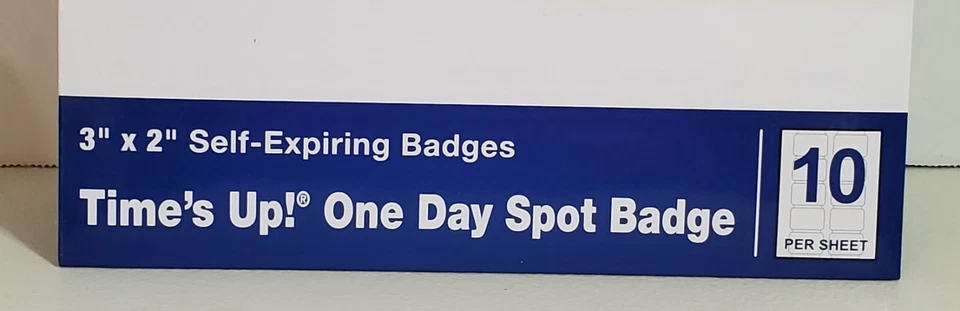 3" x 2" Self-Expiring Badges
Time's Up!® One Day Spot Badge
10
PER SHEET